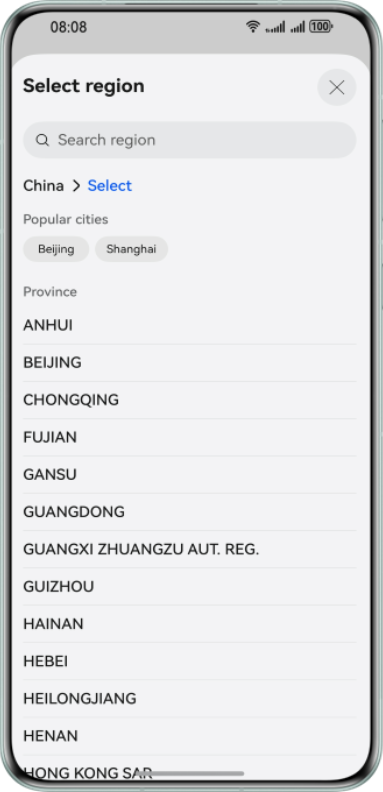 08:08
100
Select region
Search region
China > Select
Popular cities
Beijing Shanghai
Province
ANHUI
BEIJING
CHONGQING
FUJIAN
GANSU
GUANGDONG
GUANGXI ZHUANGZU AUT. REG.
GUIZHOU
HAINAN
HEBEI
HEILONGJIANG
HENAN
HONG KONG SAR